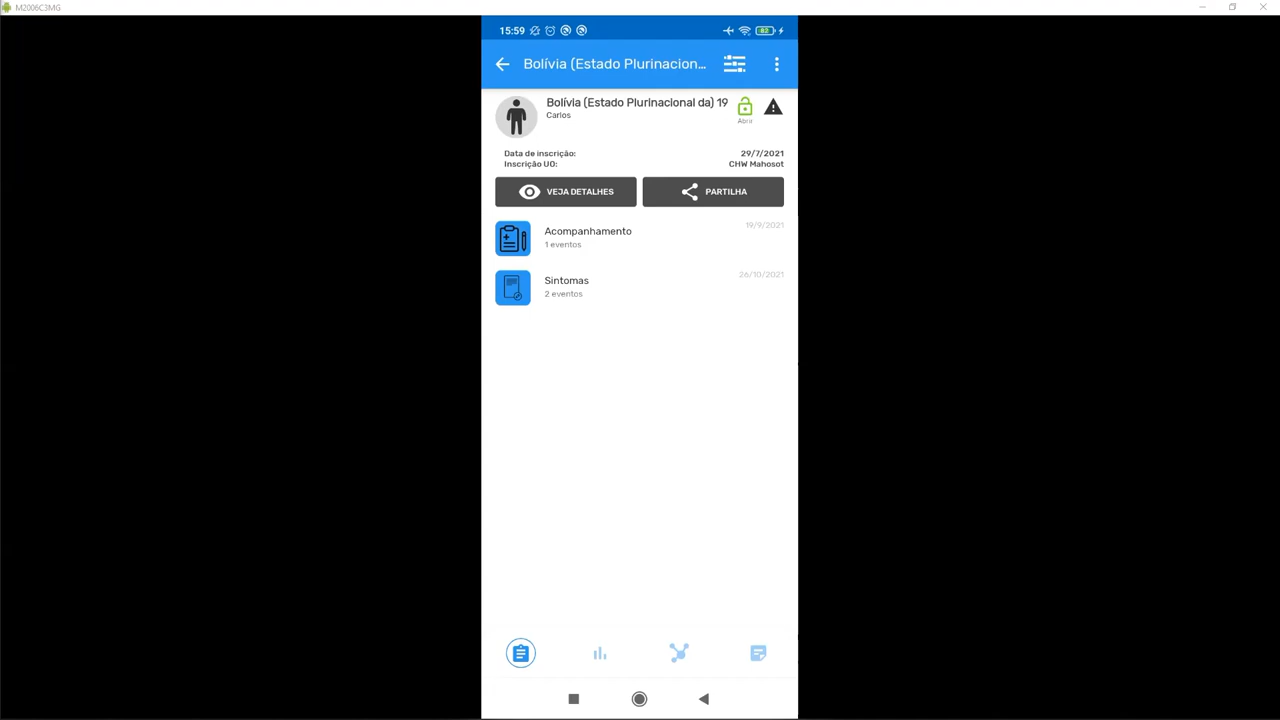 M2006C3MG
15:59
82
Bolívia (Estado Plurinacion...
Bolívia (Estado Plurinacional da) 19
Carlos
Abrir
Data de inscrição: 29/7/2021
Inscrição UO: CHW Mahosot
VEJA DETALHES
PARTILHA
Acompanhamento 19/9/2021
1 eventos
Sintomas 26/10/2021
2 eventos